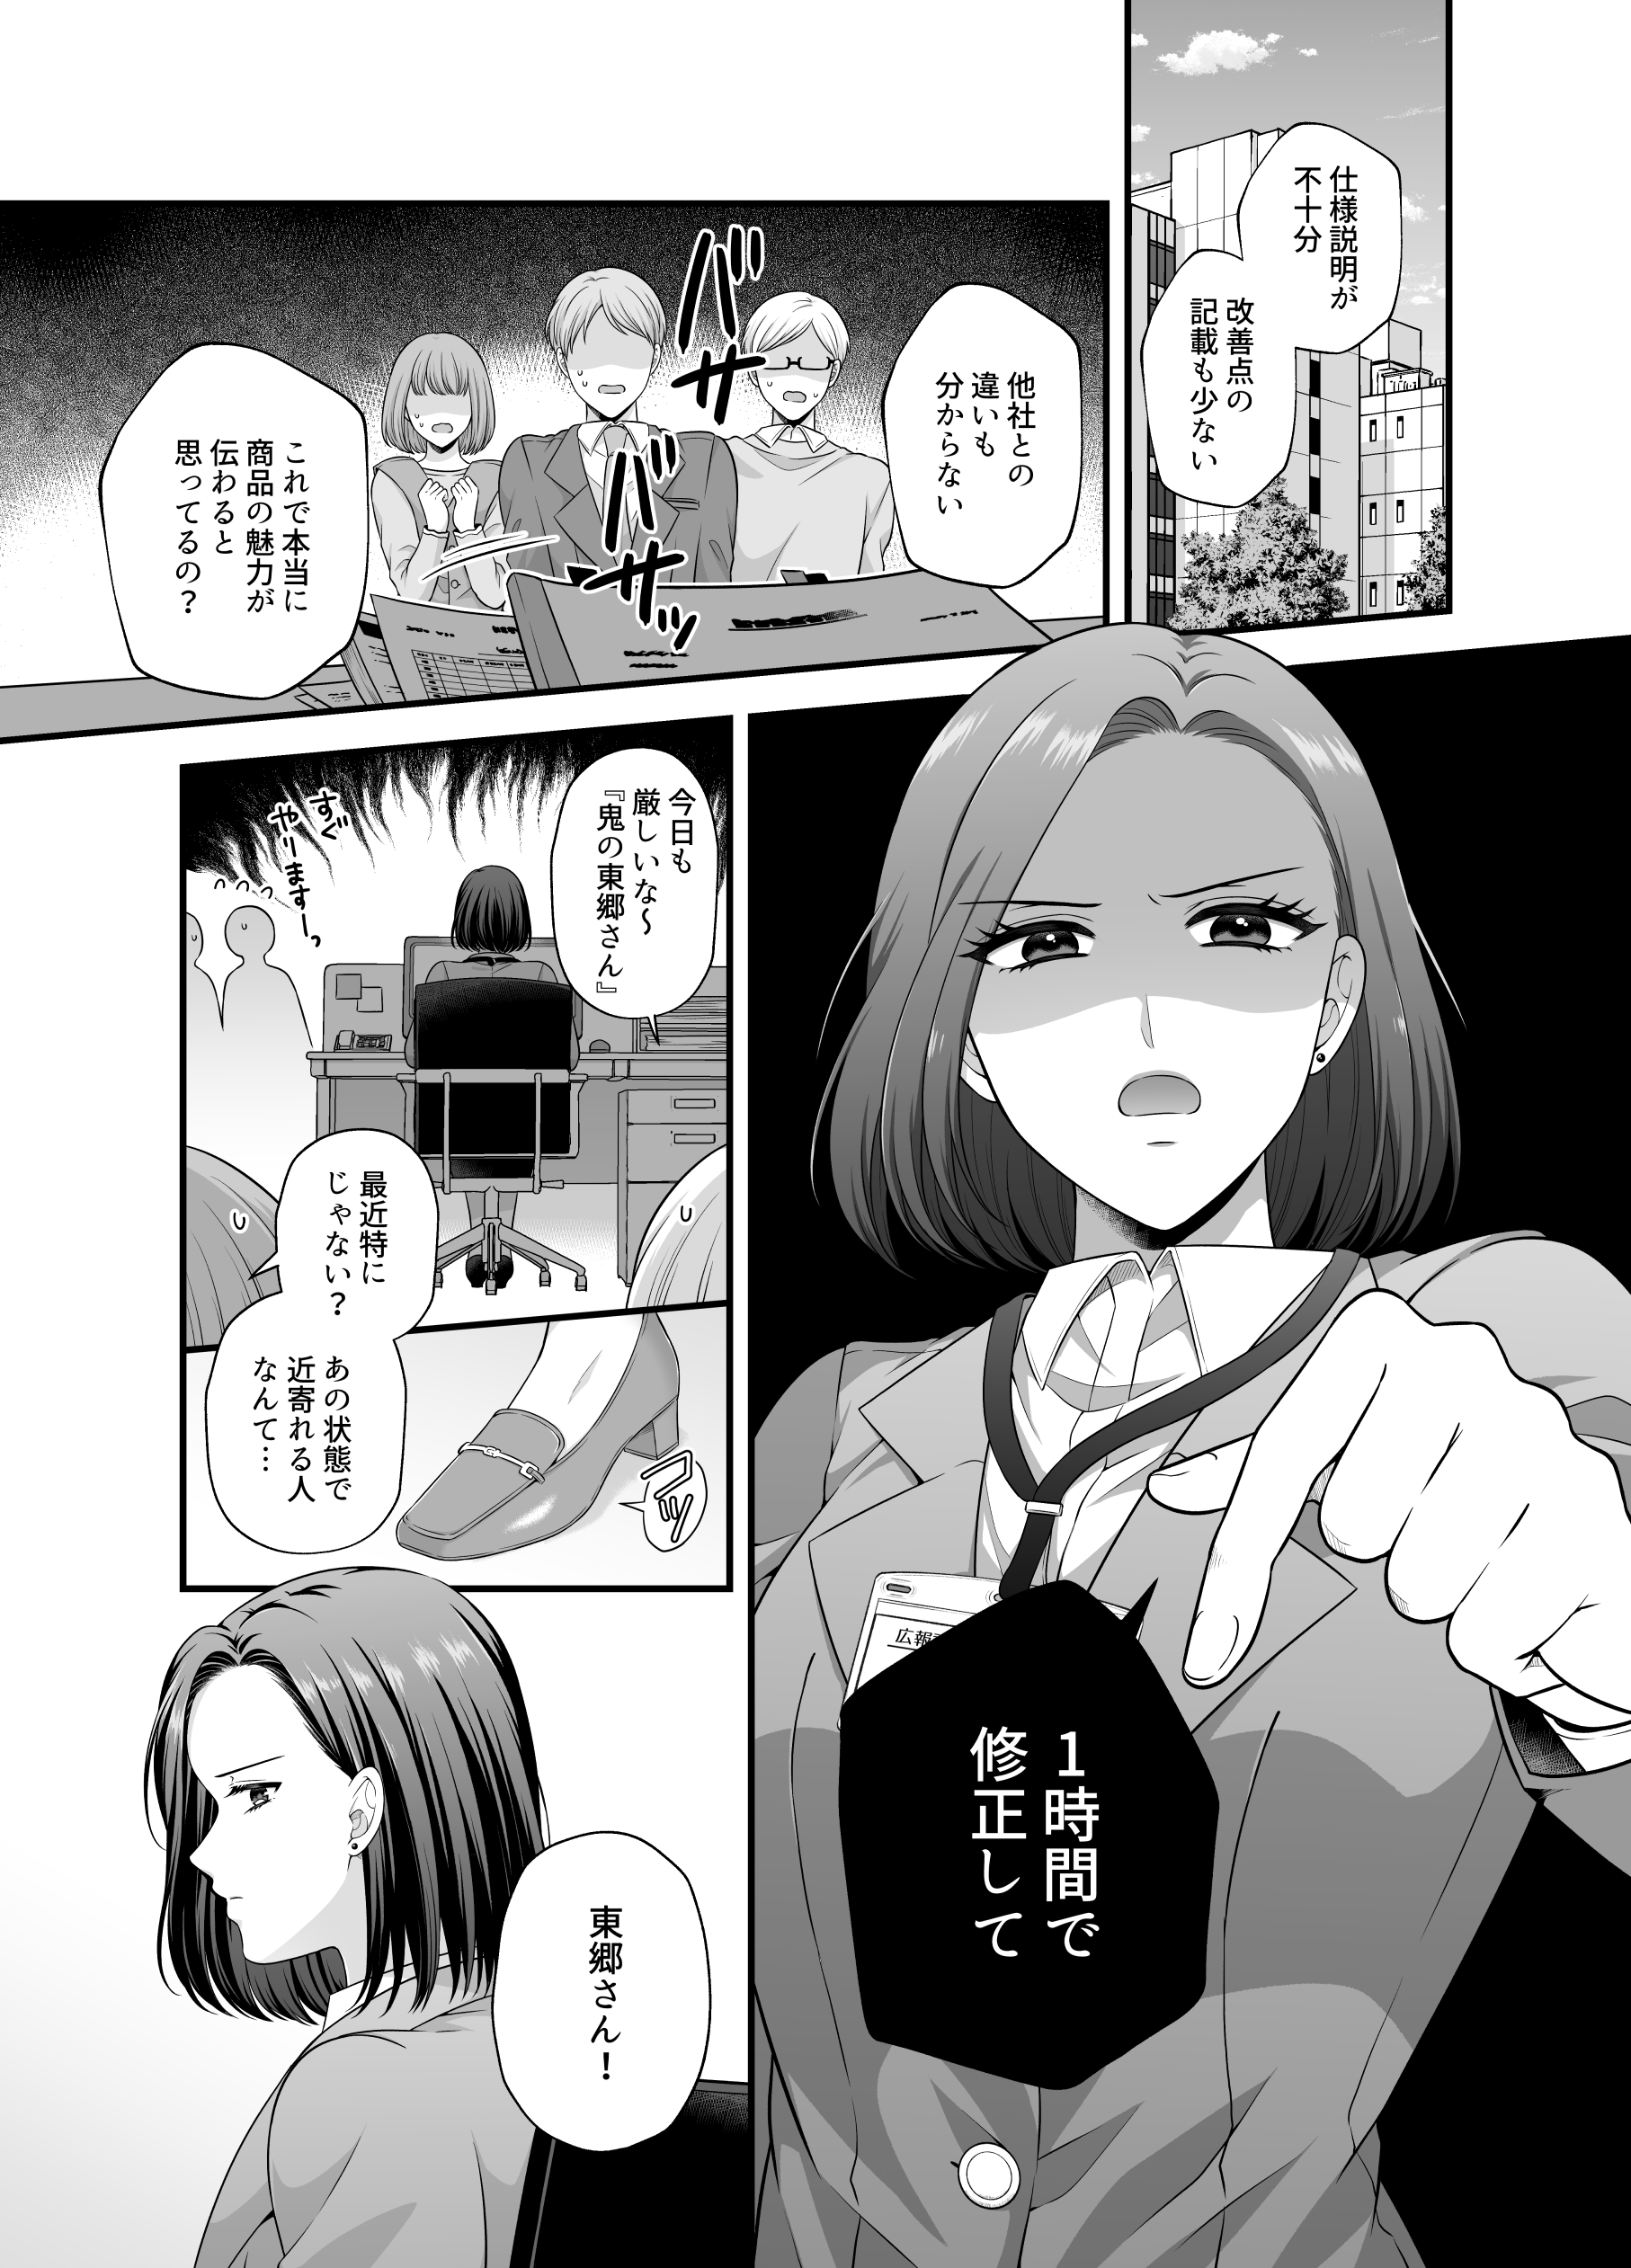 仕様説明が
不十分
改善点の
記載も少ない
他社との
違いも
分からない
バサ
バサッ
これで本当に
商品の魅力が
伝わると
思ってるの？
広報
1時間で
修正して
今日も
厳しいな～
『鬼の東郷さん』
すぐ
やりますーっ
最近特に
じゃない？
あの状態で
近寄れる人
なんて…
コッ
東郷さん！